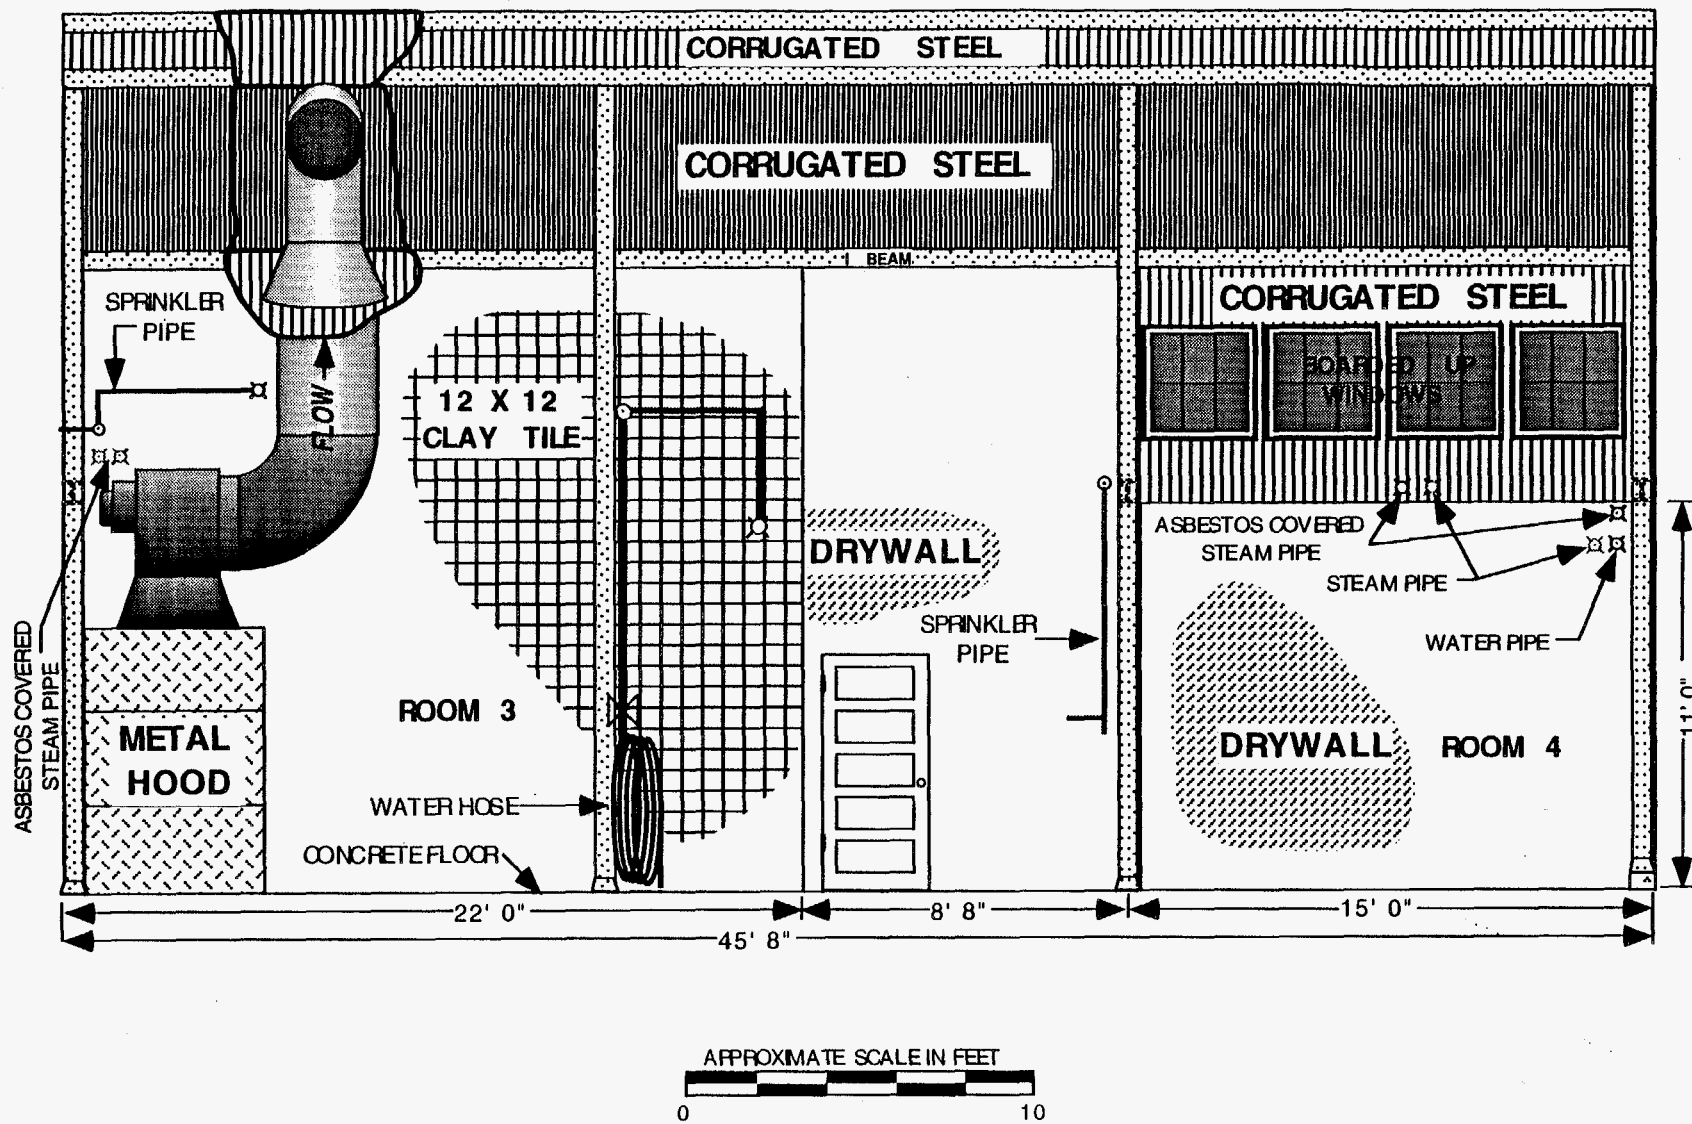 CORRUGATED STEEL
CORRUGATED STEEL
I BEAM
SPRINKLER
PIPE
CORRUGATED STEEL
BOARDED UP
WINDOWS
FLOW
12 X 12
CLAY TILE
DRYWALL
ASBESTOS COVERED
STEAM PIPE
STEAM PIPE
SPRINKLER
PIPE
WATER PIPE
ASBESTOS COVERED
STEAM PIPE
11' 0"
ROOM 3
METAL
HOOD
DRYWALL
ROOM 4
WATER HOSE
CONCRETE FLOOR
22' 0"
8' 8"
15' 0"
45' 8"
APPROXIMATE SCALE IN FEET
0
10